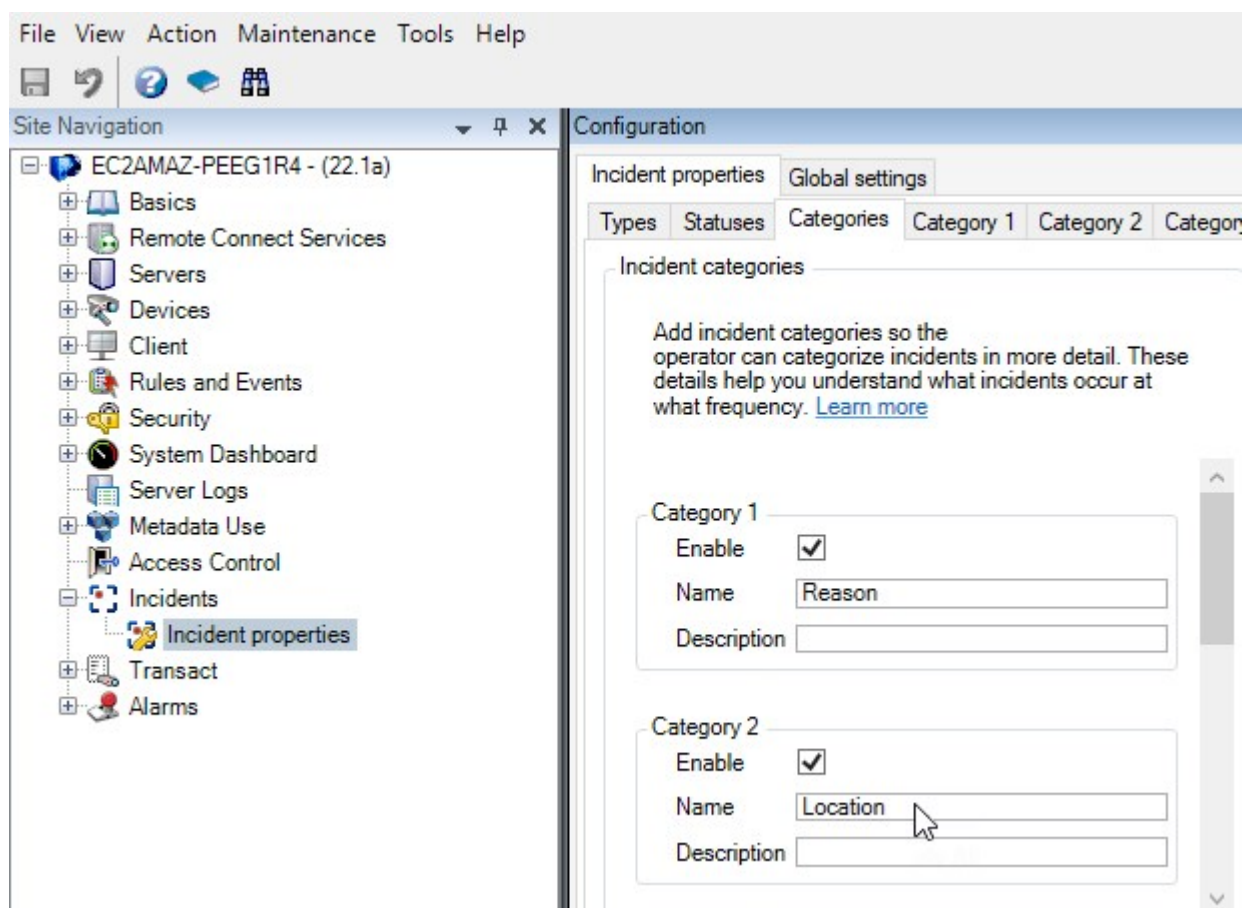 File View Action Maintenance Tools Help
Site Navigation
EC2AMAZ-PEEG1R4 - (22.1a)
Basics
Remote Connect Services
Servers
Devices
Client
Rules and Events
Security
System Dashboard
Server Logs
Metadata Use
Access Control
Incidents
Incident properties
Transact
Alarms
Configuration
Incident properties Global settings
Types Statuses Categories Category 1 Category 2 Category
Incident categories
Add incident categories so the
operator can categorize incidents in more detail. These
details help you understand what incidents occur at
what frequency. Learn more
Category 1
Enable
Name Reason
Description
Category 2
Enable
Name Location
Description